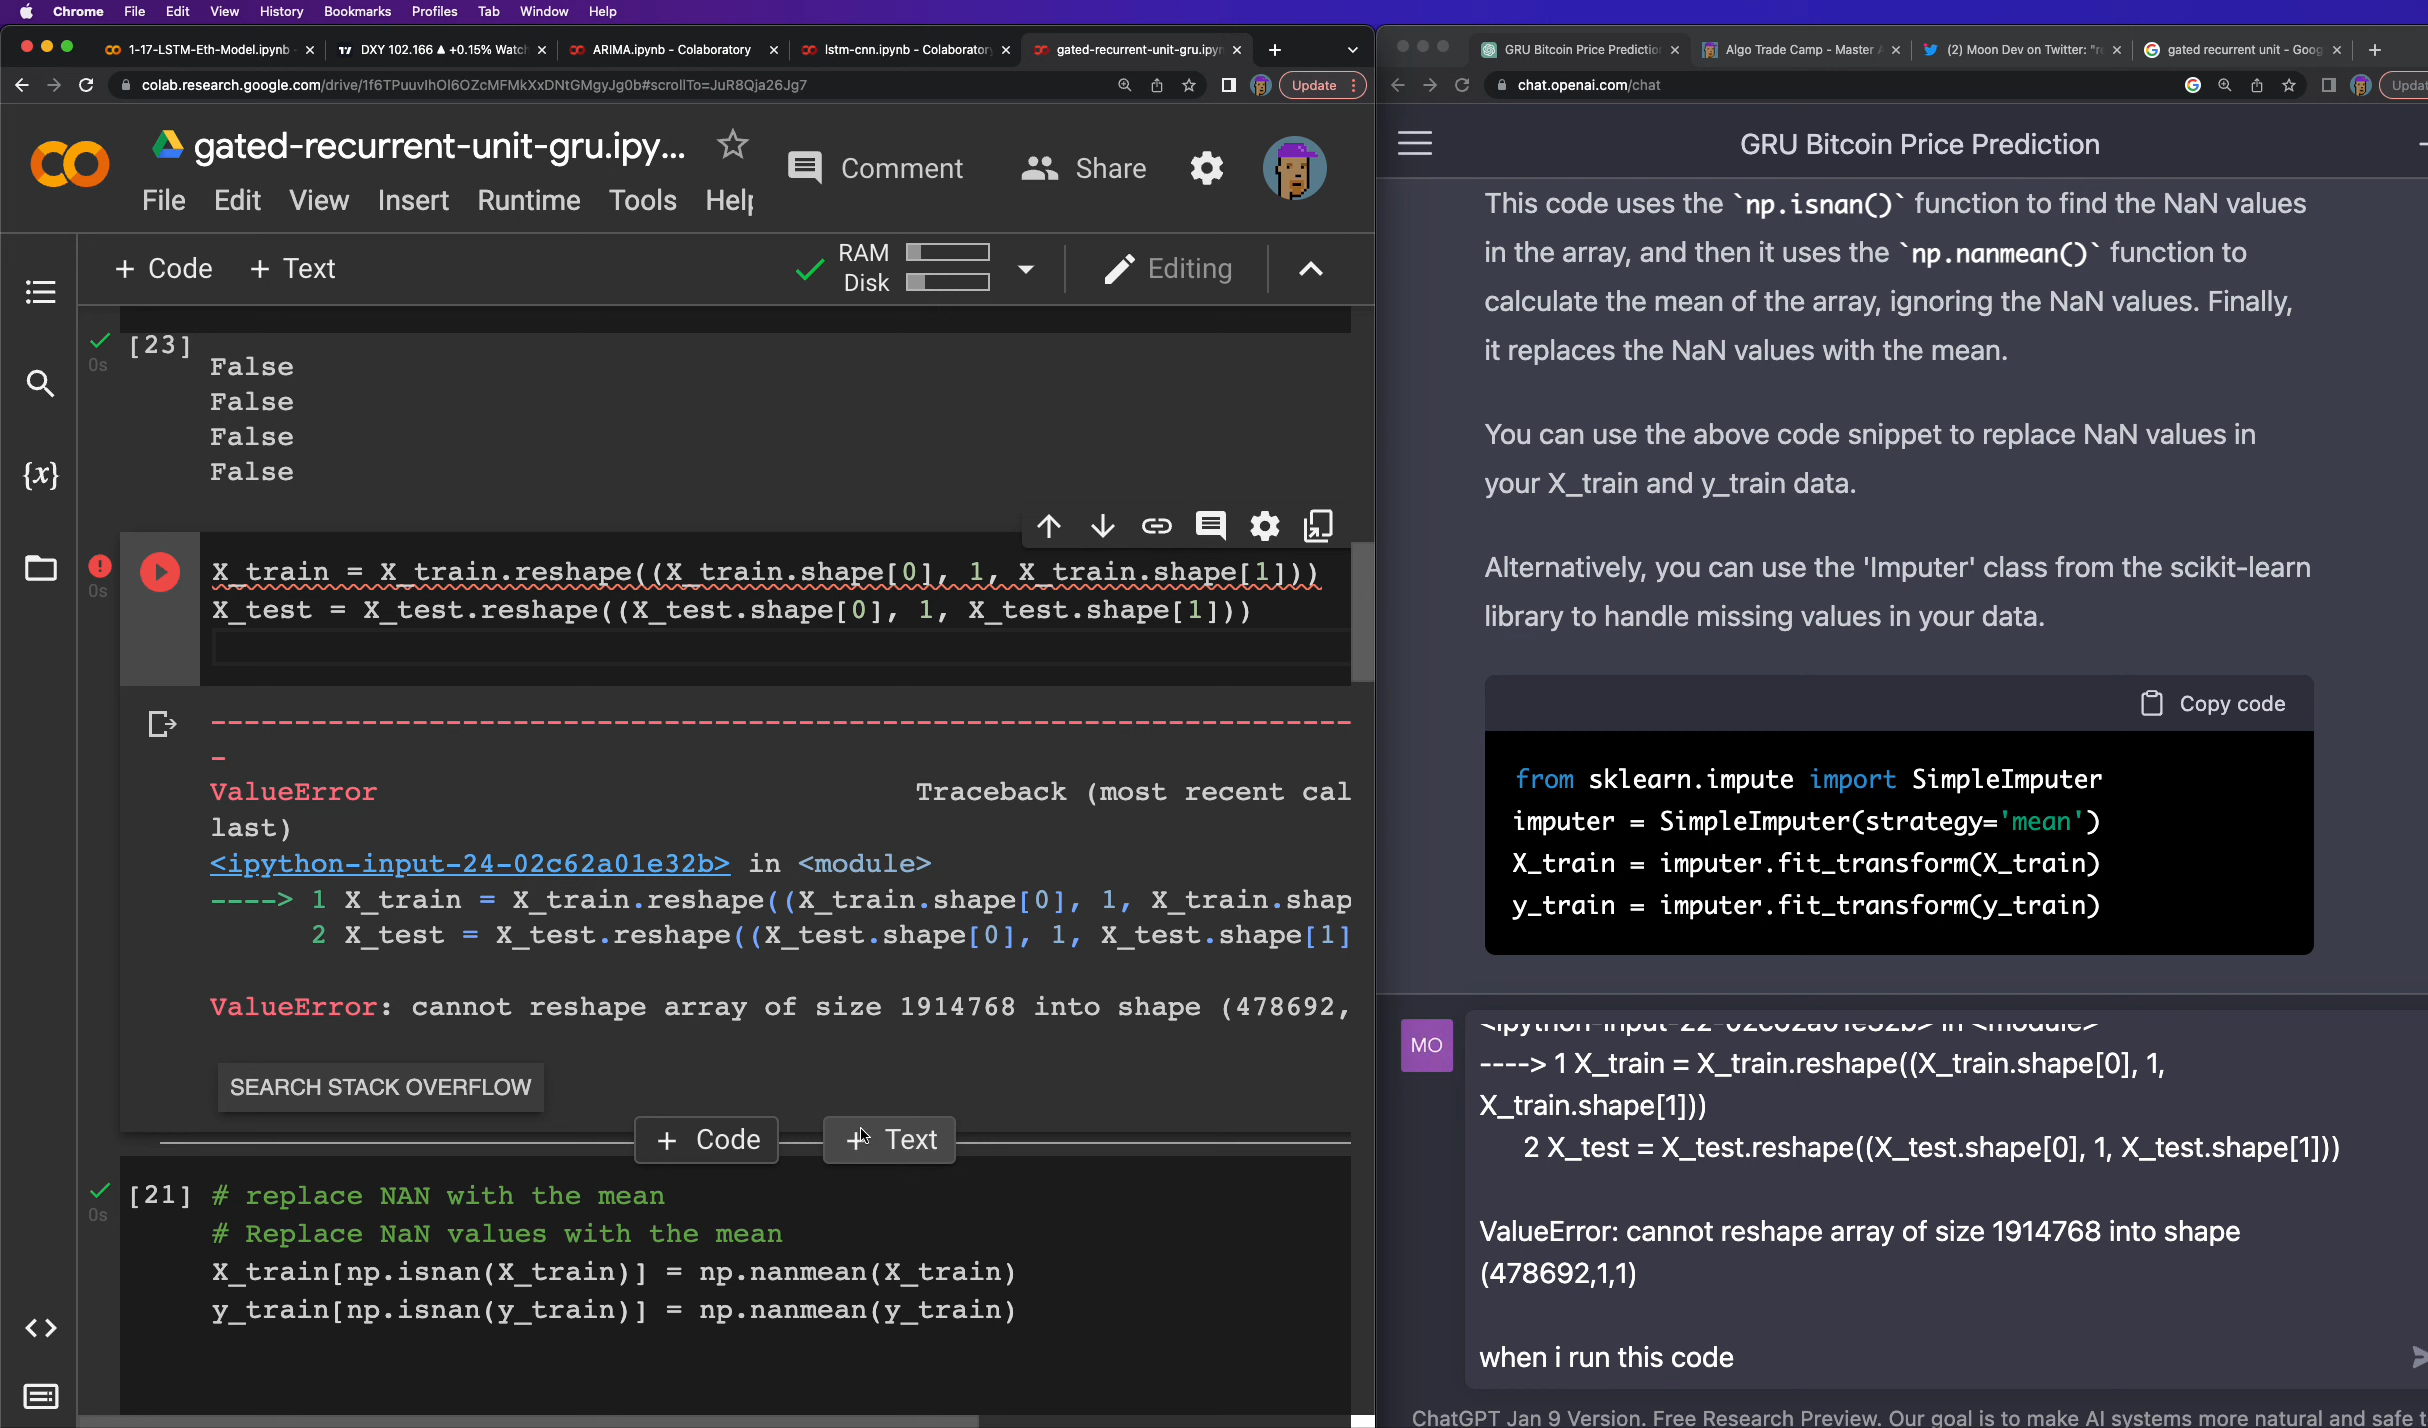 Chrome File Edit View History Bookmarks Profiles Tab Window Help
1-17-LSTM-Eth-Model.ipynb
DXY 102.166 ▲ +0.15% Watc
ARIMA.ipynb - Colaboratory
lstm-cnn.ipynb - Colaborator
gated-recurrent-unit-gru.ipyn
colab.research.google.com/drive/1f6TPuuvIhOl6OZcMFMkXxDNtGMgyJg0b#scrollTo=JuR8Qja26Jg7
Update
gated-recurrent-unit-gru.ipy...
Comment
Share
File Edit View Insert Runtime Tools Help
+ Code + Text
RAM
Disk
Editing
[23]
0s
False
False
False
False
{x}
0s
X_train = X_train.reshape((X_train.shape[0], 1, X_train.shape[1]))
X_test = X_test.reshape((X_test.shape[0], 1, X_test.shape[1]))
ValueError Traceback (most recent cal
last)
<ipython-input-24-02c62a01e32b> in <module>
----> 1 X_train = X_train.reshape((X_train.shape[0], 1, X_train.shap
2 X_test = X_test.reshape((X_test.shape[0], 1, X_test.shape[1]
ValueError: cannot reshape array of size 1914768 into shape (478692,
SEARCH STACK OVERFLOW
+ Code
+ Text
[21]
0s
# replace NAN with the mean
# Replace NaN values with the mean
X_train[np.isnan(X_train)] = np.nanmean(X_train)
y_train[np.isnan(y_train)] = np.nanmean(y_train)
GRU Bitcoin Price Predictio
Algo Trade Camp - Master A
(2) Moon Dev on Twitter: "r
gated recurrent unit - Goog
chat.openai.com/chat
Updat
GRU Bitcoin Price Prediction
This code uses the `np.isnan()` function to find the NaN values
in the array, and then it uses the `np.nanmean()` function to
calculate the mean of the array, ignoring the NaN values. Finally,
it replaces the NaN values with the mean.
You can use the above code snippet to replace NaN values in
your X_train and y_train data.
Alternatively, you can use the 'Imputer' class from the scikit-learn
library to handle missing values in your data.
Copy code
from sklearn.impute import SimpleImputer
imputer = SimpleImputer(strategy='mean')
X_train = imputer.fit_transform(X_train)
y_train = imputer.fit_transform(y_train)
MO
<ipython-input-22-02c62a01e32b> in <module>
----> 1 X_train = X_train.reshape((X_train.shape[0], 1,
X_train.shape[1]))
2 X_test = X_test.reshape((X_test.shape[0], 1, X_test.shape[1]))
ValueError: cannot reshape array of size 1914768 into shape
(478692,1,1)
when i run this code
ChatGPT Jan 9 Version. Free Research Preview. Our goal is to make AI systems more natural and safe t